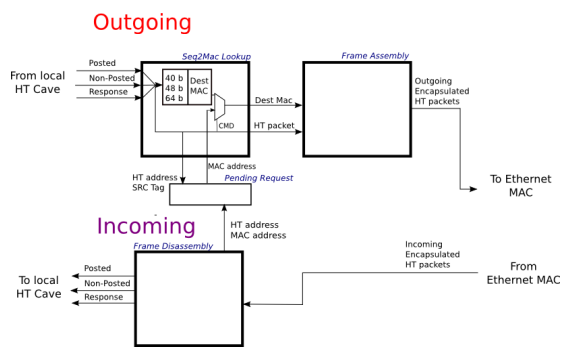 Outgoing
Seq2Mac Lookup
Frame Assembly
Posted
From local
HT Cave
Non-Posted
Response
40 b
48 b
64 b
Dest
MAC
Dest Mac
CMD
HT packet
Outgoing
Encapsulated
HT packets
MAC address
HT address
SRC Tag
Pending Request
To Ethernet
MAC
Incoming
HT address
MAC address
Frame Disassembly
Incoming
Encapsulated
HT packets
To local
HT Cave
Posted
Non-Posted
Response
From
Ethernet MAC